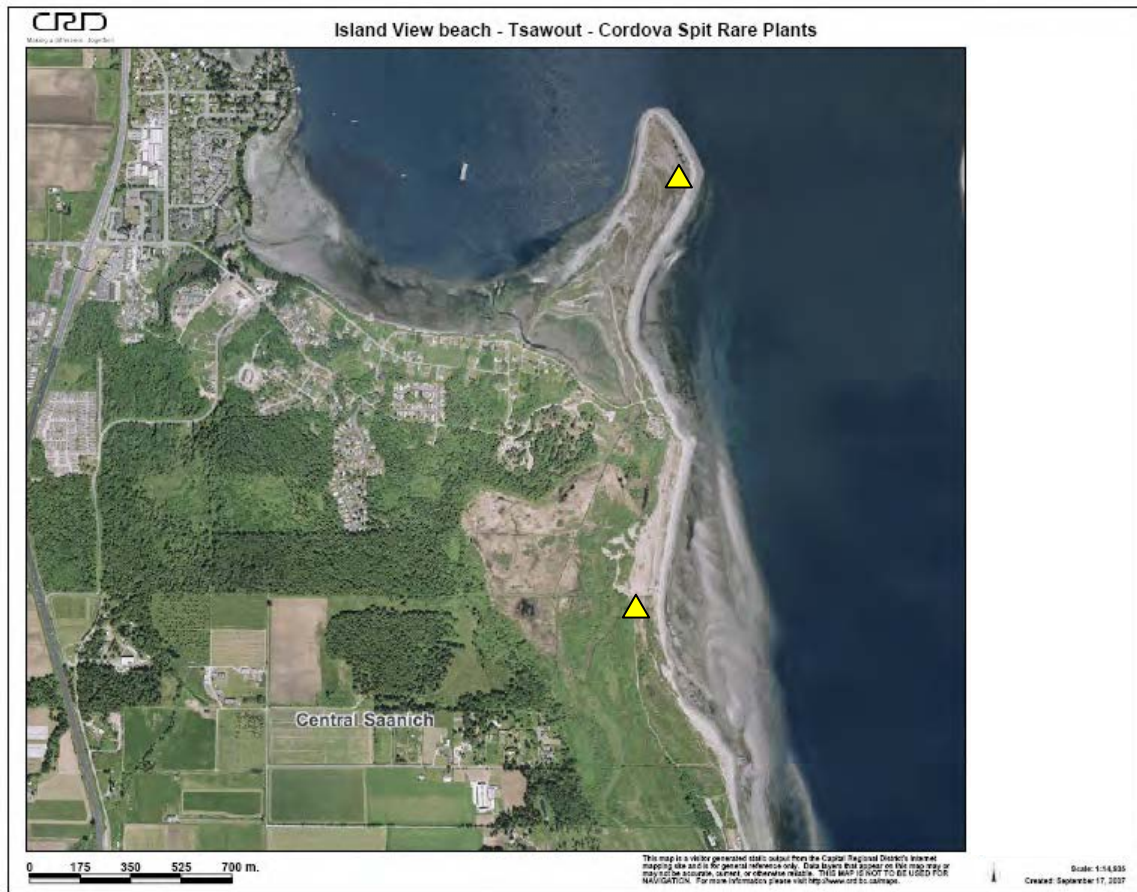 CRD
Making a difference...together
Island View beach - Tsawout - Cordova Spit Rare Plants
Central Saanich
0 175 350 525 700 m.
This map is a visitor generated static output from the Capital Regional District's Internet
mapping site and is for general reference only. Data layers that appear on this map may or
may not be accurate, current, or otherwise reliable. THIS MAP IS NOT TO BE USED FOR
NAVIGATION. For more information please visit http://www.crd.bc.ca/maps.
Scale: 1:14,935
Created: September 17, 2007